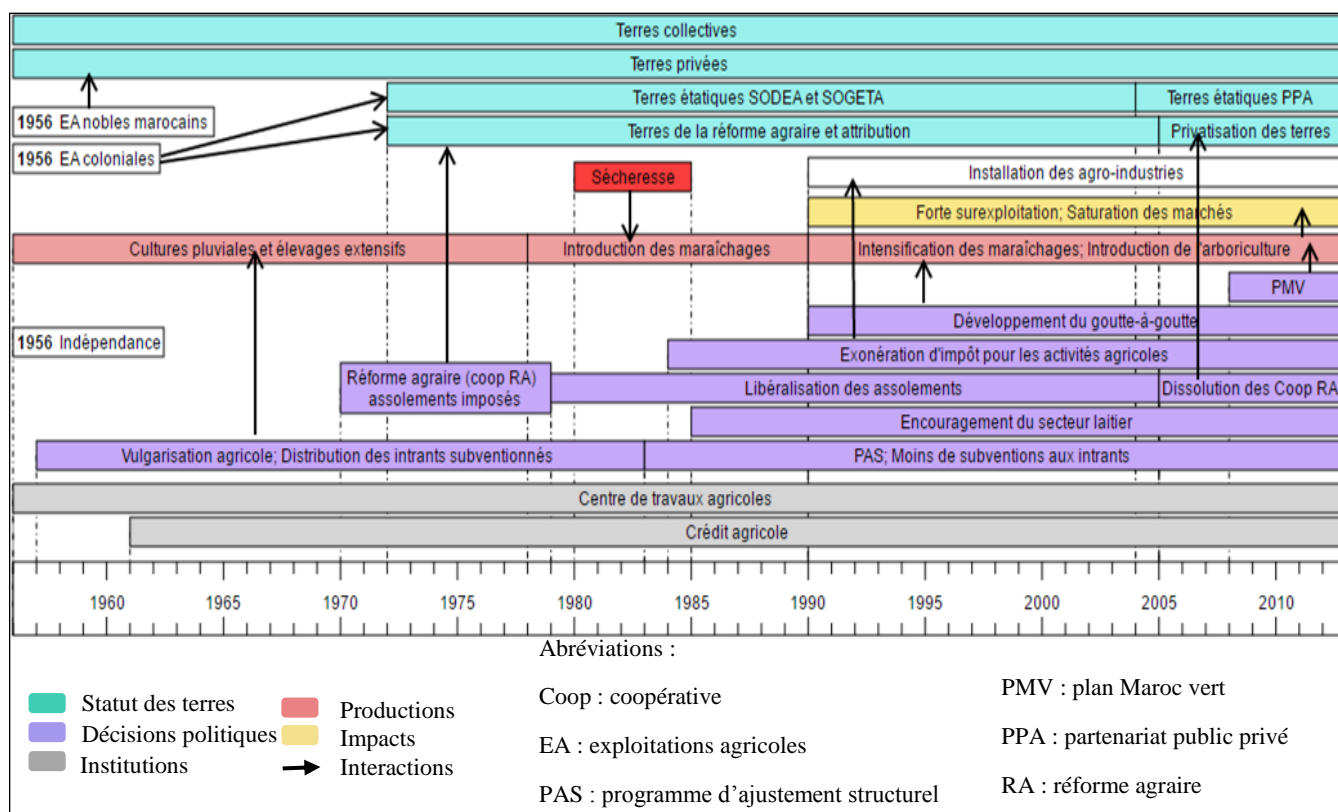 Terres collectives
Terres privées
Terres étatiques SODEA et SOGETA
Terres étatiques PPA
1956 EA nobles marocains
Terres de la réforme agraire et attribution
Privatisation des terres
1956 EA coloniales
Sécheresse
Installation des agro-industries
Forte surexploitation; Saturation des marchés
Cultures pluviales et élevages extensifs
Introduction des maraîchages
Intensification des maraîchages; Introduction de l'arboriculture
PMV
Développement du goutte-à-goutte
1956 Indépendance
Exonération d'impôt pour les activités agricoles
Réforme agraire (coop RA)
assolements imposés
Libéralisation des assolements
Dissolution des Coop RA
Encouragement du secteur laitier
Vulgarisation agricole; Distribution des intrants subventionnés
PAS; Moins de subventions aux intrants
Centre de travaux agricoles
Crédit agricole
1960 1965 1970 1975 1980 1985 1990 1995 2000 2005 2010
Statut des terres
Décisions politiques
Institutions
Productions
Impacts
Interactions
Abréviations :
Coop : coopérative
EA : exploitations agricoles
PAS : programme d’ajustement structurel
PMV : plan Maroc vert
PPA : partenariat public privé
RA : réforme agraire